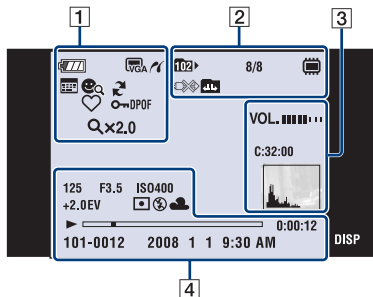 1
2
3
VGA
102
8/8
DPOF
×2.0
VOL.
C:32:00
125 F3.5 ISO400
+2.0EV
0:00:12
101-0012 2008 1 1 9:30 AM
DISP
4